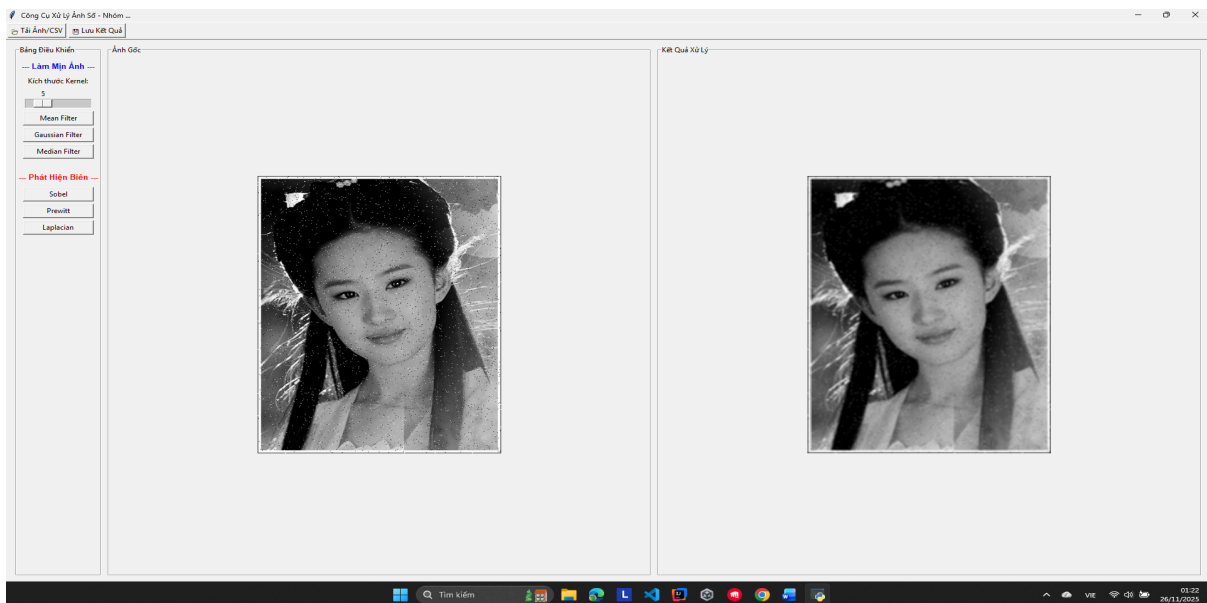 Công Cụ Xử Lý Ảnh Số - Nhóm ...
Tải Ảnh/CSV
Lưu Kết Quả
Bảng Điều Khiển
Ảnh Gốc
Kết Quả Xử Lý
--- Làm Mịn Ảnh ---
Kích thước Kernel:
5
Mean Filter
Gaussian Filter
Median Filter
--- Phát Hiện Biên ---
Sobel
Prewitt
Laplacian
Tìm kiếm
L
VIE
01:22
26/11/2025